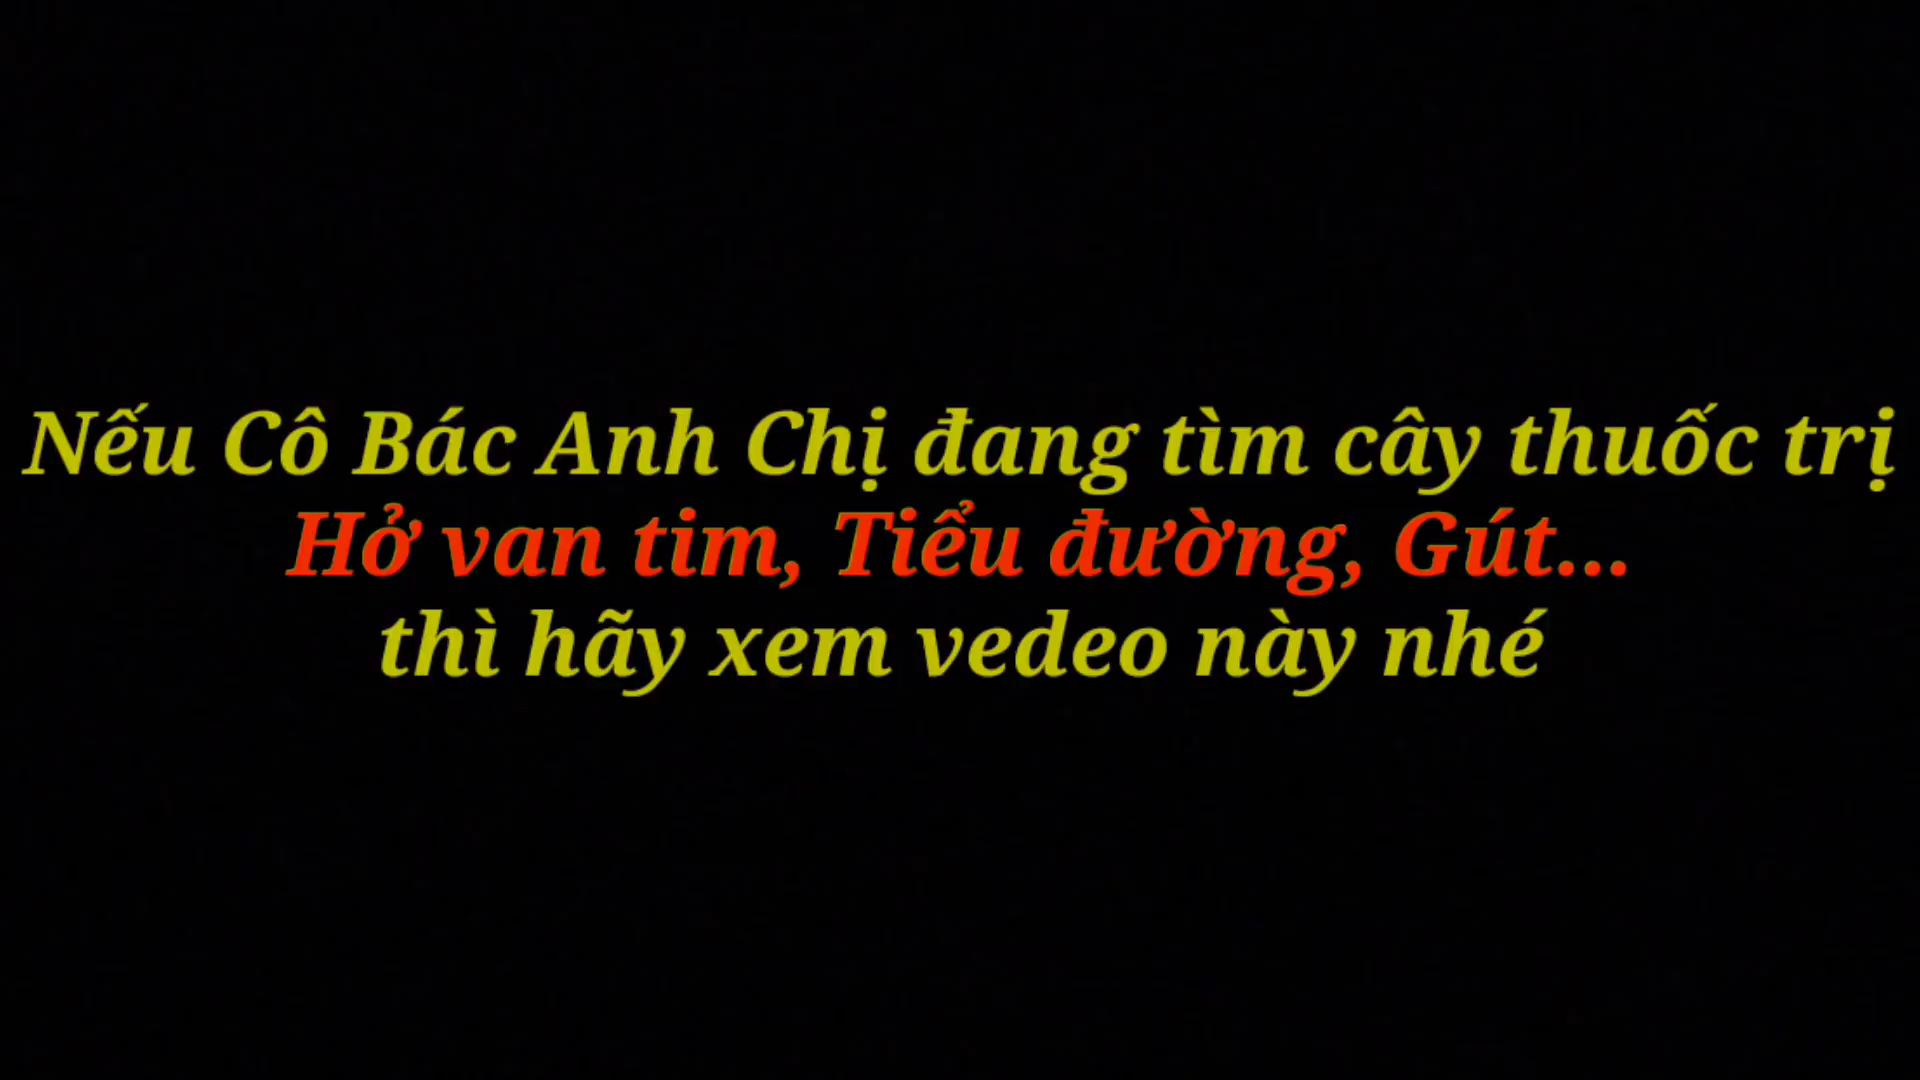 Nếu Cô Bác Anh Chị đang tìm cây thuốc trị
Hở van tim, Tiểu đường, Gút...
thì hãy xem vedeo này nhé